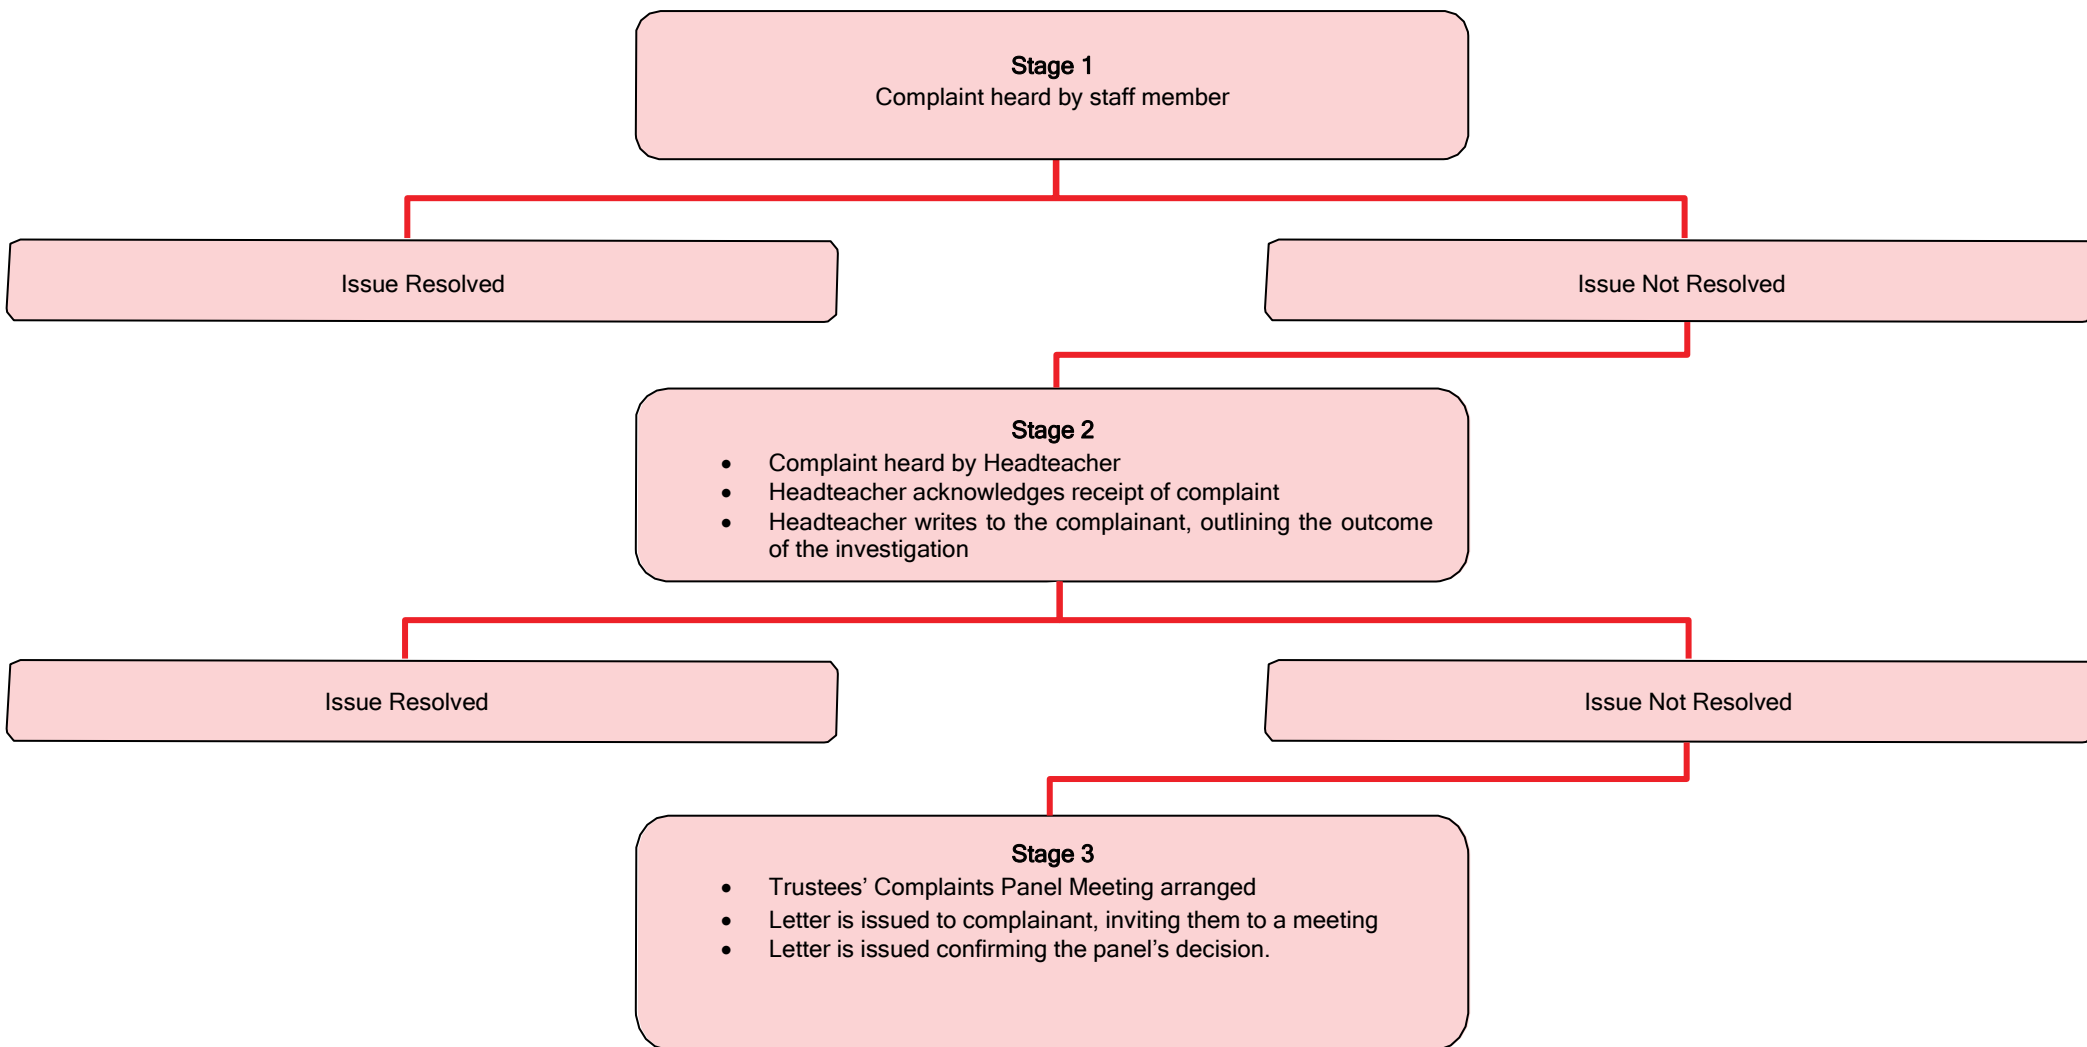 Stage 1
Complaint heard by staff member
Issue Resolved
Issue Not Resolved
Stage 2
• Complaint heard by Headteacher
• Headteacher acknowledges receipt of complaint
• Headteacher writes to the complainant, outlining the outcome
of the investigation
Issue Resolved
Issue Not Resolved
Stage 3
• Trustees’ Complaints Panel Meeting arranged
• Letter is issued to complainant, inviting them to a meeting
• Letter is issued confirming the panel’s decision.